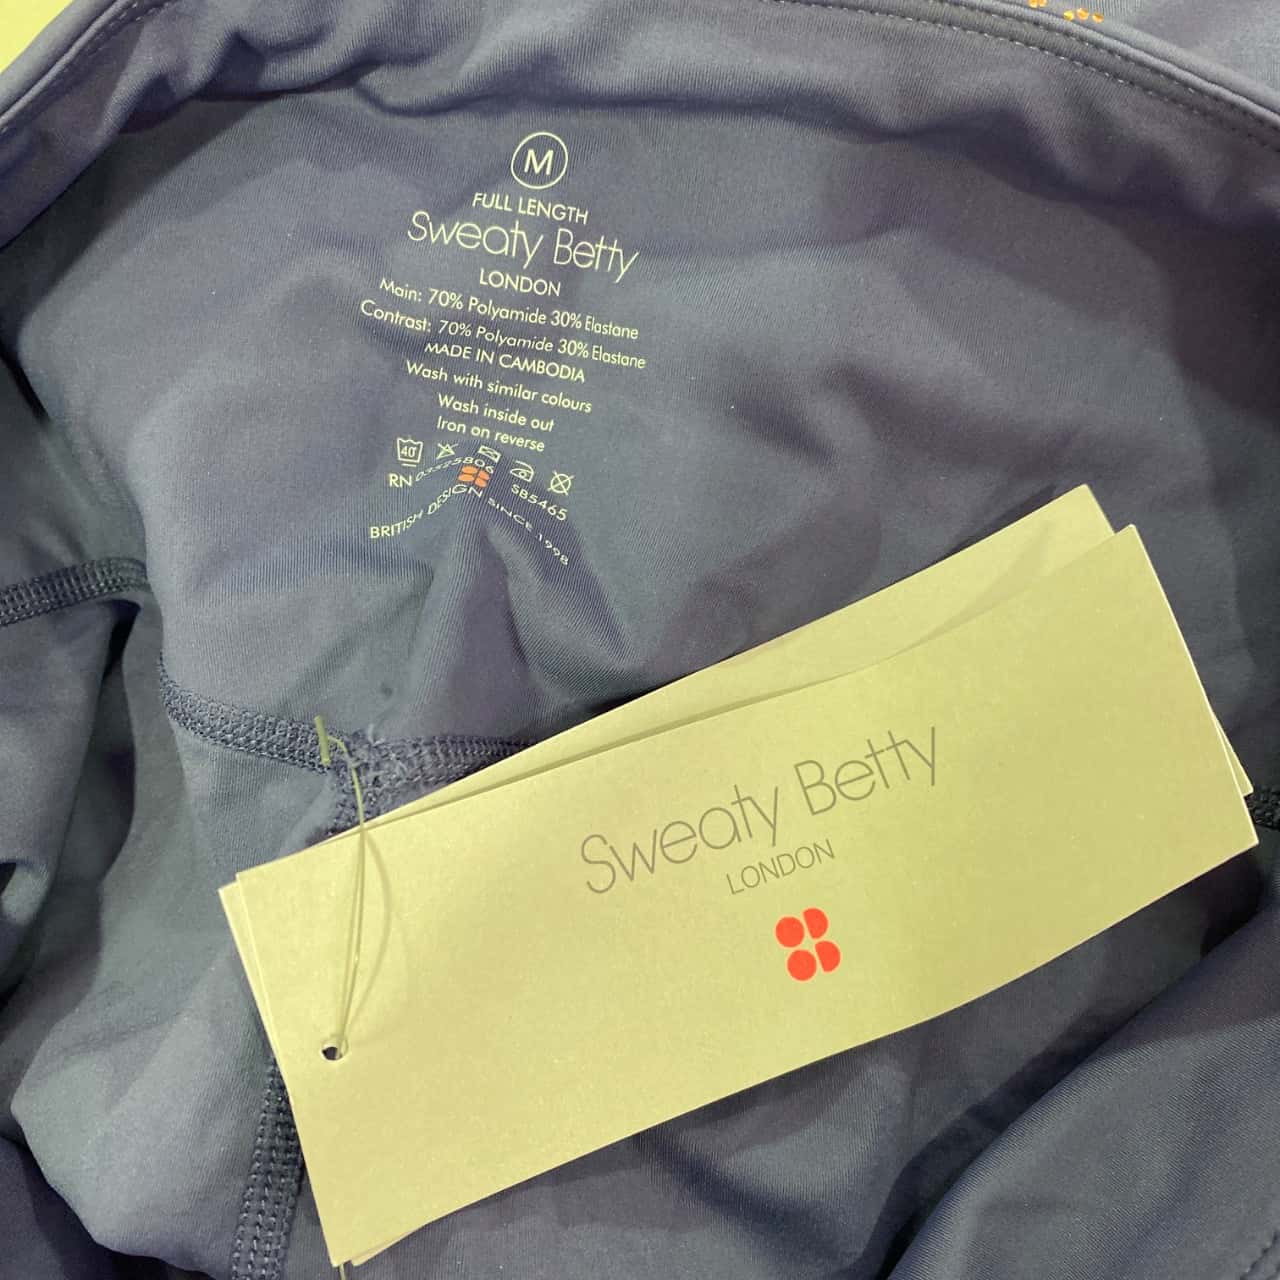 M
FULL LENGTH
Sweaty Betty
LONDON
Main: 70% Polyamide 30% Elastane
Contrast: 70% Polyamide 30% Elastane
MADE IN CAMBODIA
Wash with similar colours
Wash inside out
Iron on reverse
40°
RN 03525806 SB5465
BRITISH DESIGN SINCE 1998
Sweaty Betty
LONDON